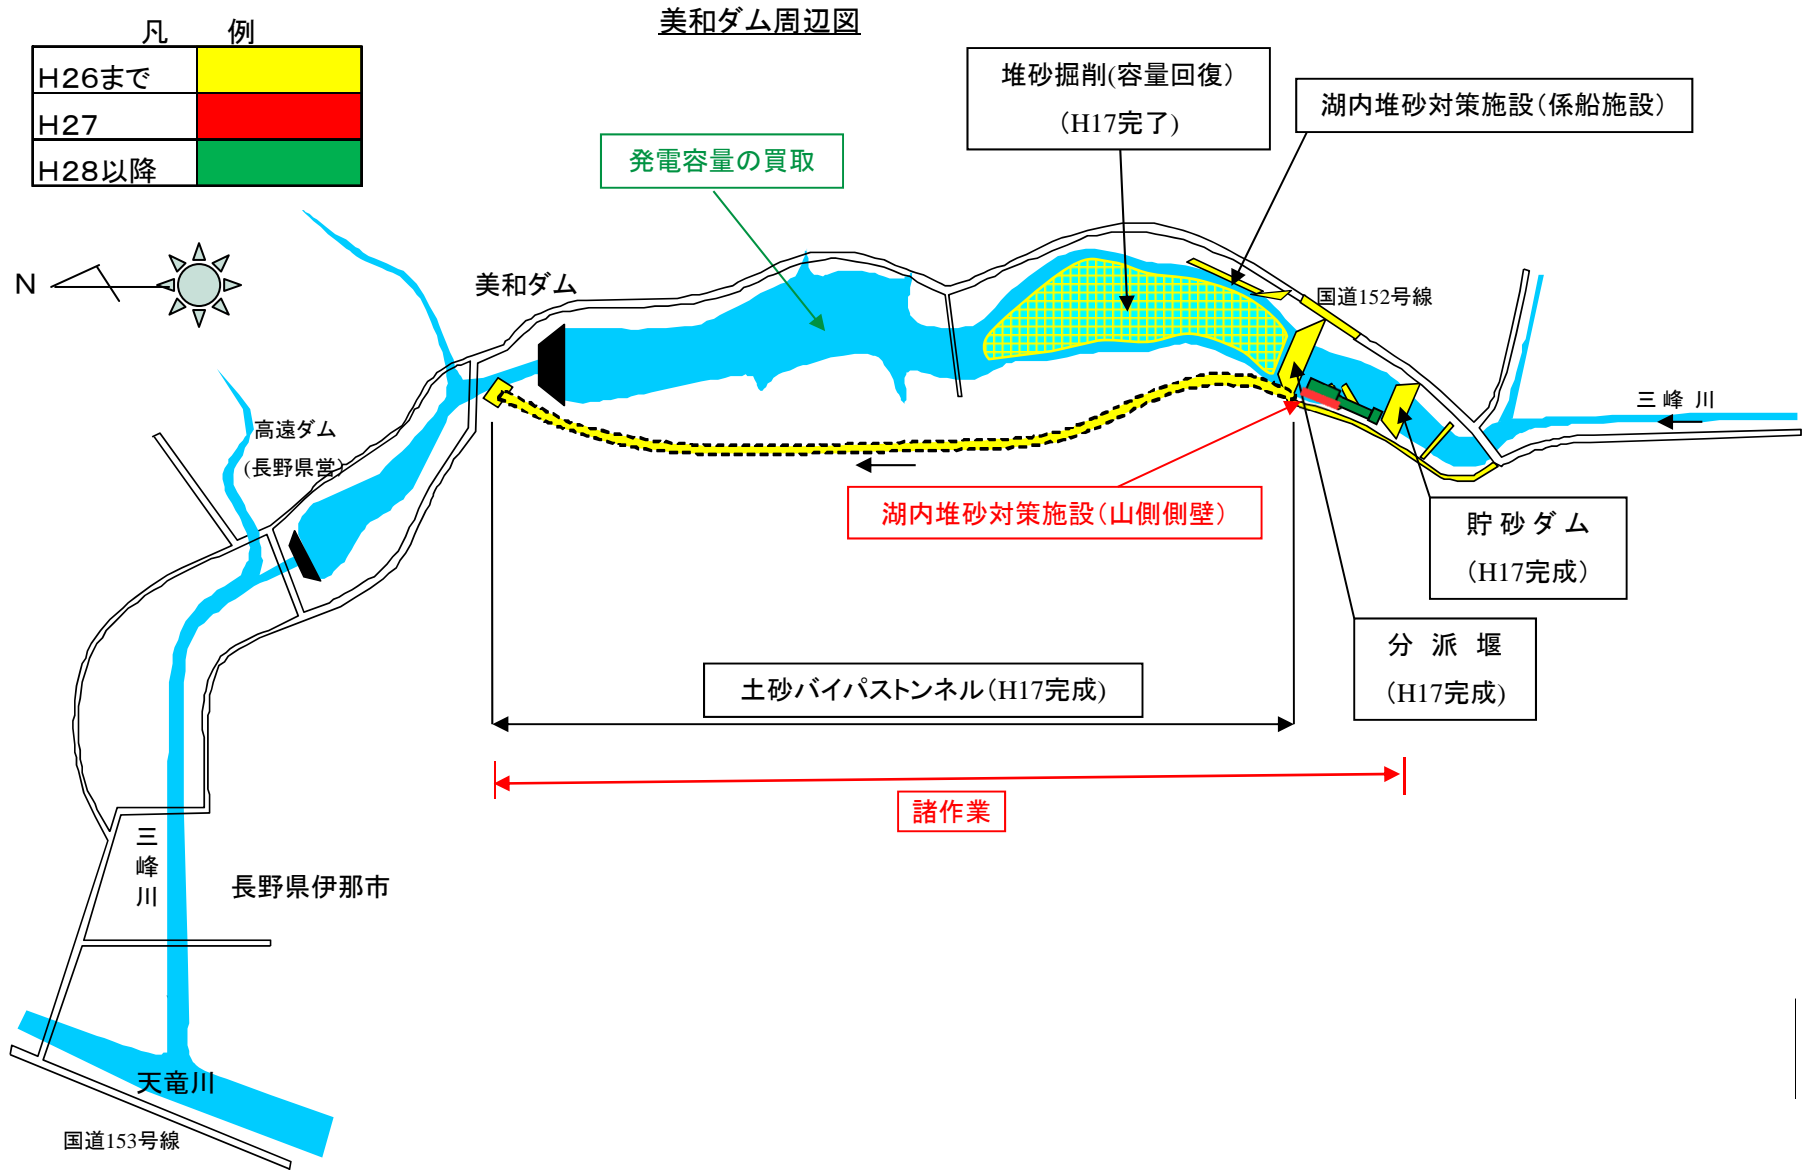 美和ダム周辺図
凡　例
H26まで
H27
H28以降
N
堆砂掘削(容量回復)
（H17完了)
湖内堆砂対策施設（係船施設）
発電容量の買取
美和ダム
国道152号線
三 峰 川
高遠ダム
(長野県営)
湖内堆砂対策施設（山側側壁）
貯 砂 ダ ム
（H17完成）
分　派　堰
（H17完成)
土砂バイパストンネル（H17完成)
諸作業
三峰川
長野県伊那市
天竜川
国道153号線